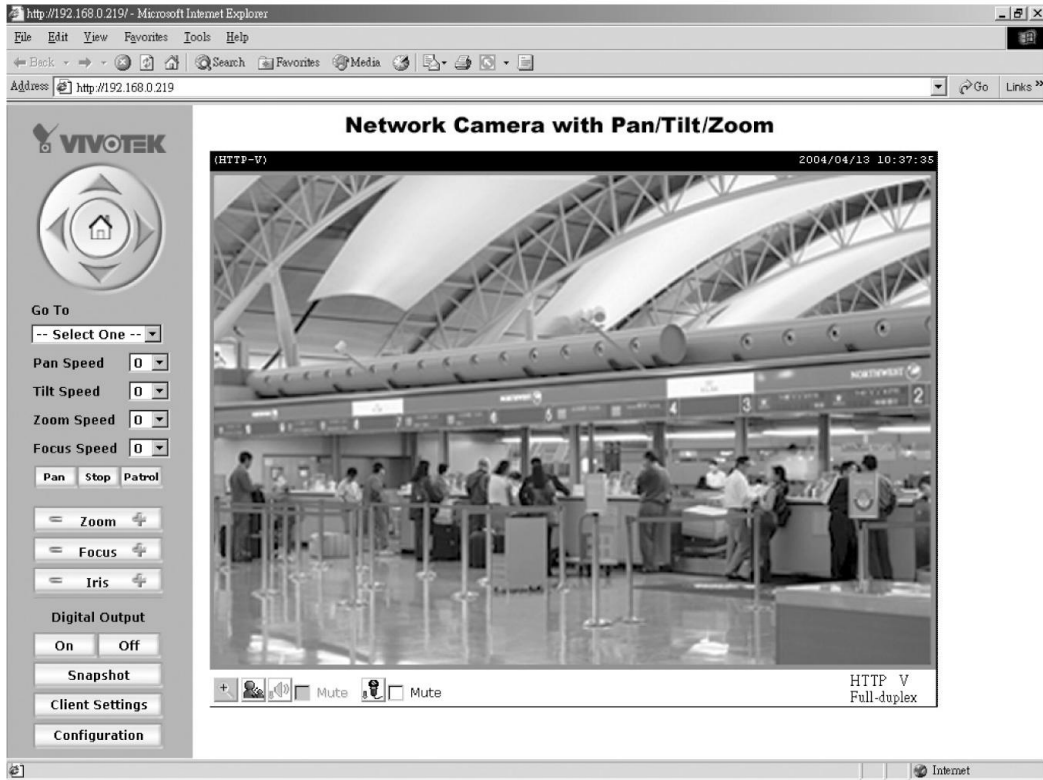 http://192.168.0.219/ - Microsoft Internet Explorer
File Edit View Favorites Tools Help
Back Search Favorites Media
Address http://192.168.0.219 Go Links »
VIVOTEK
Network Camera with Pan/Tilt/Zoom
(HTTP-V) 2004/04/13 10:37:35
Go To
-- Select One --
Pan Speed 0
Tilt Speed 0
Zoom Speed 0
Focus Speed 0
Pan Stop Patrol
Zoom
Focus
Iris
Digital Output
On Off
Snapshot
Client Settings
Configuration
NORTHWEST
NORTHWEST
4
3
2
Mute Mute
HTTP V
Full-duplex
Internet